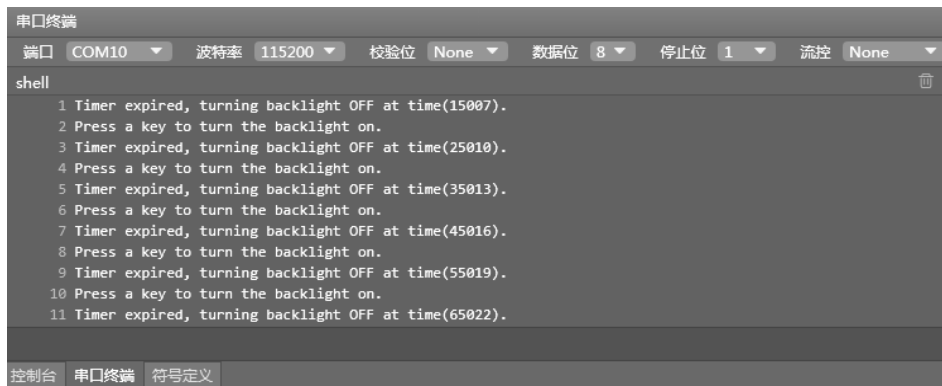 串口终端
端口 COM10 波特率 115200 校验位 None 数据位 8 停止位 1 流控 None
shell
1 Timer expired, turning backlight OFF at time(15007).
2 Press a key to turn the backlight on.
3 Timer expired, turning backlight OFF at time(25010).
4 Press a key to turn the backlight on.
5 Timer expired, turning backlight OFF at time(35013).
6 Press a key to turn the backlight on.
7 Timer expired, turning backlight OFF at time(45016).
8 Press a key to turn the backlight on.
9 Timer expired, turning backlight OFF at time(55019).
10 Press a key to turn the backlight on.
11 Timer expired, turning backlight OFF at time(65022).
控制台 串口终端 符号定义